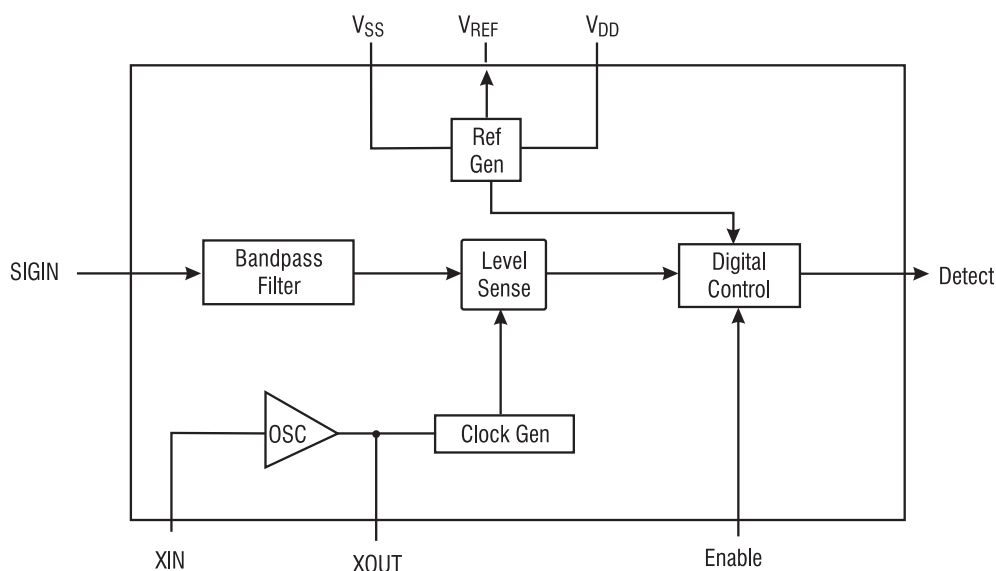 VSS VREF VDD
Ref
Gen
SIGIN
Bandpass
Filter
Level
Sense
Digital
Control
Detect
OSC
Clock Gen
XIN
XOUT
Enable